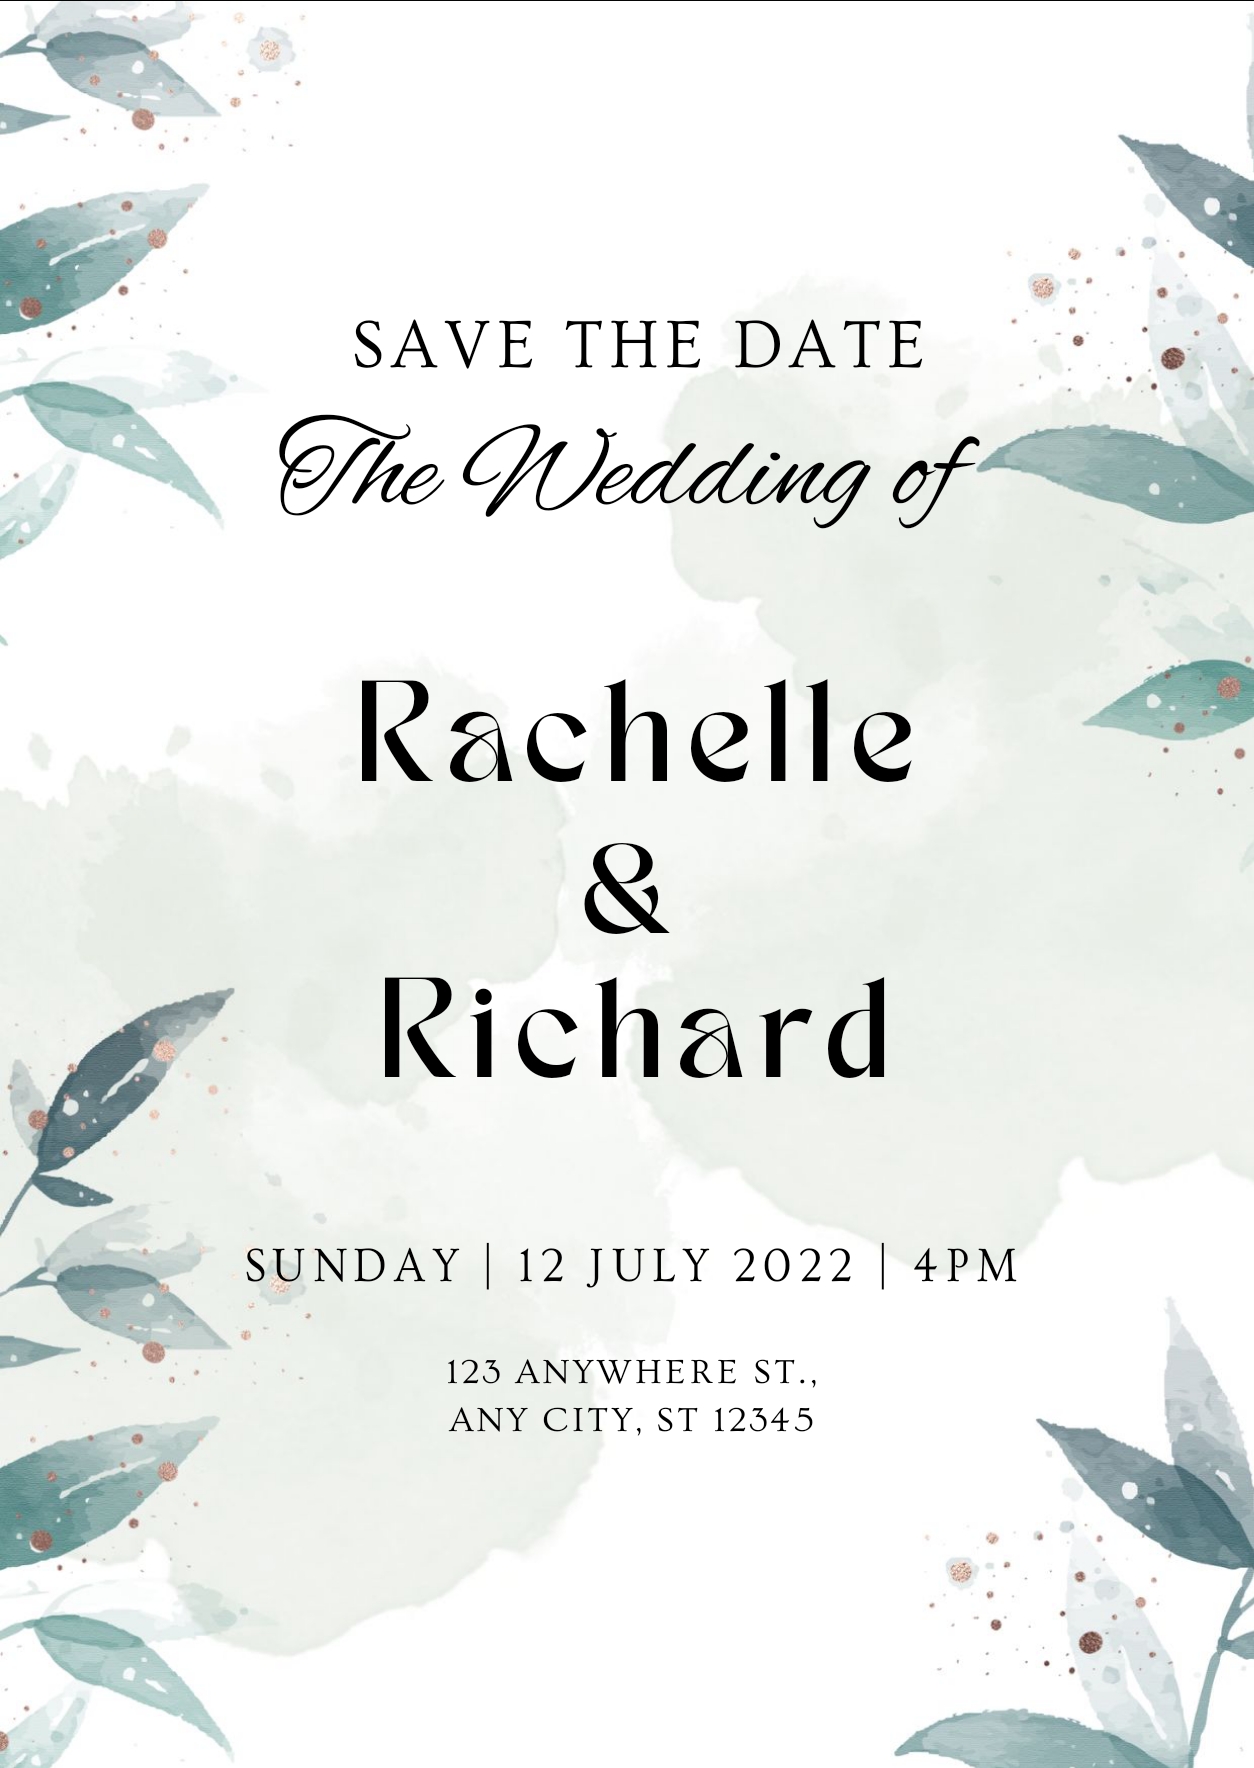 SAVE THE DATE
The Wedding of
Rachelle
&
Richard
SUNDAY | 12 JULY 2022 | 4PM
123 ANYWHERE ST.,
ANY CITY, ST 12345